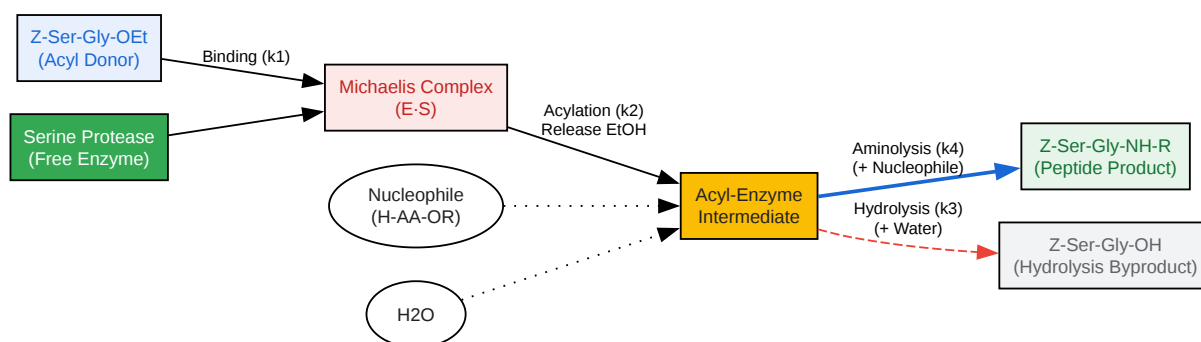 Z-Ser-Gly-OEt
(Acyl Donor)
Binding (k1)
Serine Protease
(Free Enzyme)
Michaelis Complex
(E·S)
Acylation (k2)
Release EtOH
Nucleophile
(H-AA-OR)
H2O
Acyl-Enzyme
Intermediate
Aminolysis (k4)
(+ Nucleophile)
Hydrolysis (k3)
(+ Water)
Z-Ser-Gly-NH-R
(Peptide Product)
Z-Ser-Gly-OH
(Hydrolysis Byproduct)